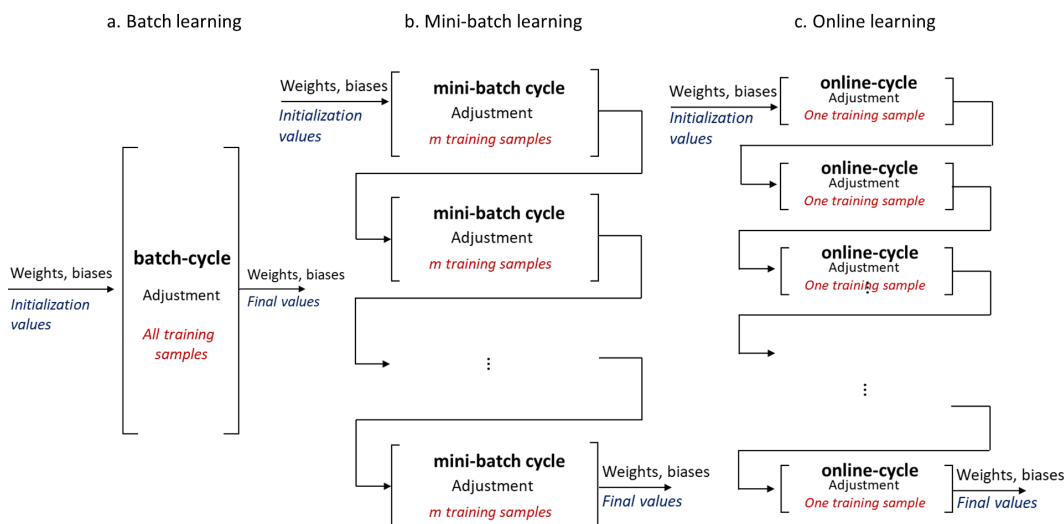 a. Batch learning
Weights, biases
Initialization
values
batch-cycle
Adjustment
All training
samples
Weights, biases
Final values
b. Mini-batch learning
Weights, biases
Initialization
values
mini-batch cycle
Adjustment
m training samples
mini-batch cycle
Adjustment
m training samples
⋮
mini-batch cycle
Adjustment
m training samples
Weights, biases
Final values
c. Online learning
Weights, biases
Initialization
values
online-cycle
Adjustment
One training sample
online-cycle
Adjustment
One training sample
online-cycle
Adjustment
One training sample
⋮
⋮
online-cycle
Adjustment
One training sample
Weights, biases
Final values